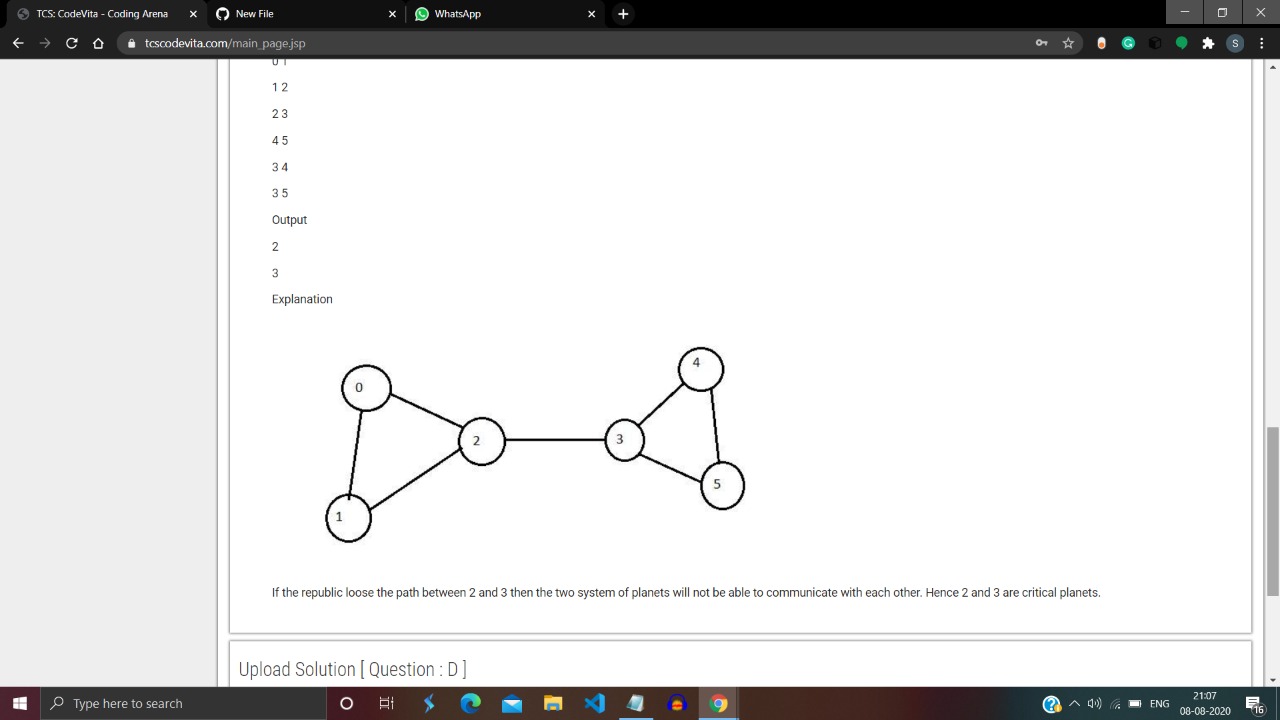 TCS: CodeVita - Coding Arena
New File
WhatsApp
tcscodevita.com/main_page.jsp
S
0 1
1 2
2 3
4 5
3 4
3 5
Output
2
3
Explanation
4
0
2
3
5
1
If the republic loose the path between 2 and 3 then the two system of planets will not be able to communicate with each other. Hence 2 and 3 are critical planets.
Upload Solution [ Question : D ]
Type here to search
ENG
21:07
08-08-2020
16